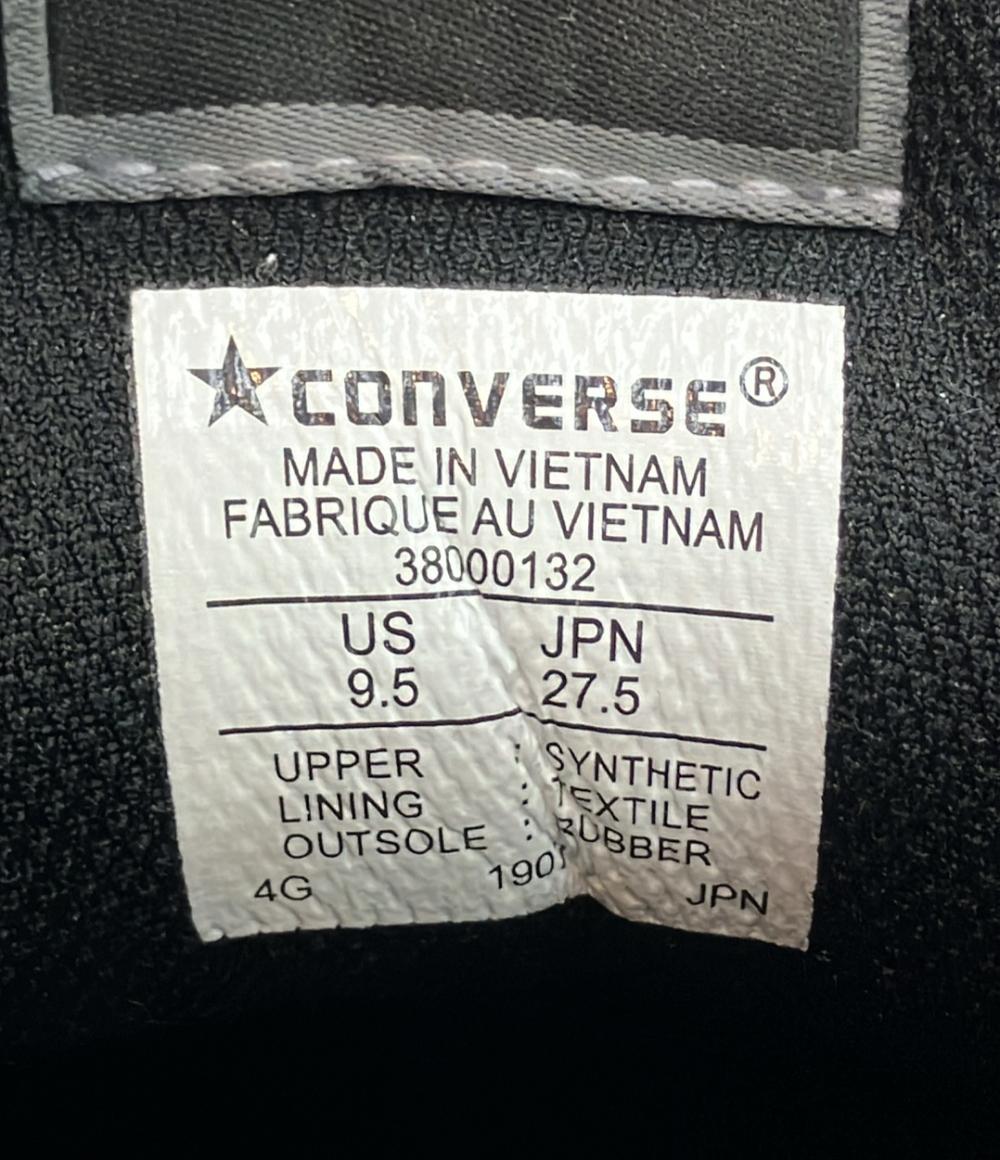 ★CONVERSE®
MADE IN VIETNAM
FABRIQUE AU VIETNAM
38000132
US JPN
9.5 27.5
UPPER : SYNTHETIC
LINING : TEXTILE
OUTSOLE : RUBBER
4G JPN